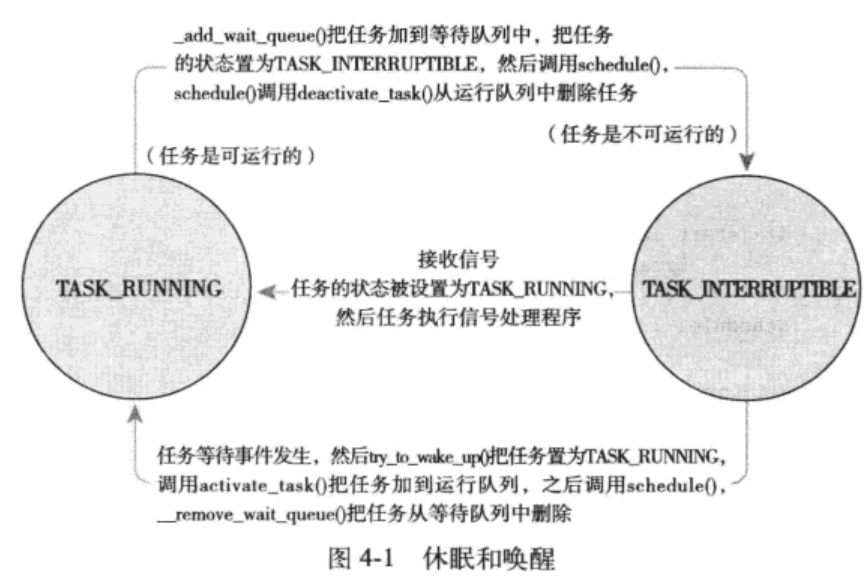 _add_wait_queue()把任务加到等待队列中，把任务
的状态置为TASK_INTERRUPTIBLE，然后调用schedule()，
schedule()调用deactivate_task()从运行队列中删除任务
（任务是不可运行的）
（任务是可运行的）
接收信号
TASK_RUNNING
任务的状态被设置为TASK_RUNNING，
TASK_INTERRUPTIBLE
然后任务执行信号处理程序
任务等待事件发生，然后try_to_wake_up()把任务置为TASK_RUNNING，
调用activate_task()把任务加到运行队列，之后调用schedule()，
__remove_wait_queue()把任务从等待队列中删除
图 4-1 休眠和唤醒